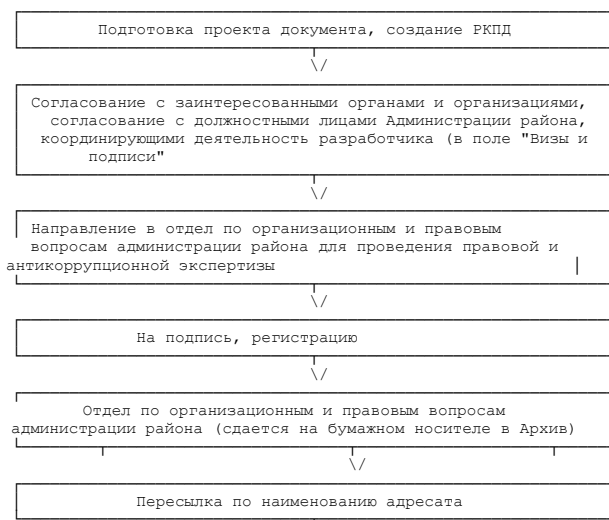 Подготовка проекта документа, создание РКПД
\/
Согласование с заинтересованными органами и организациями,
согласование с должностными лицами Администрации района,
координирующими деятельность разработчика (в поле "Визы и
подписи"
\/
Направление в отдел по организационным и правовым
вопросам администрации района для проведения правовой и
антикоррупционной экспертизы
\/
На подпись, регистрацию
\/
Отдел по организационным и правовым вопросам
администрации района (сдается на бумажном носителе в Архив)
\/
Пересылка по наименованию адресата